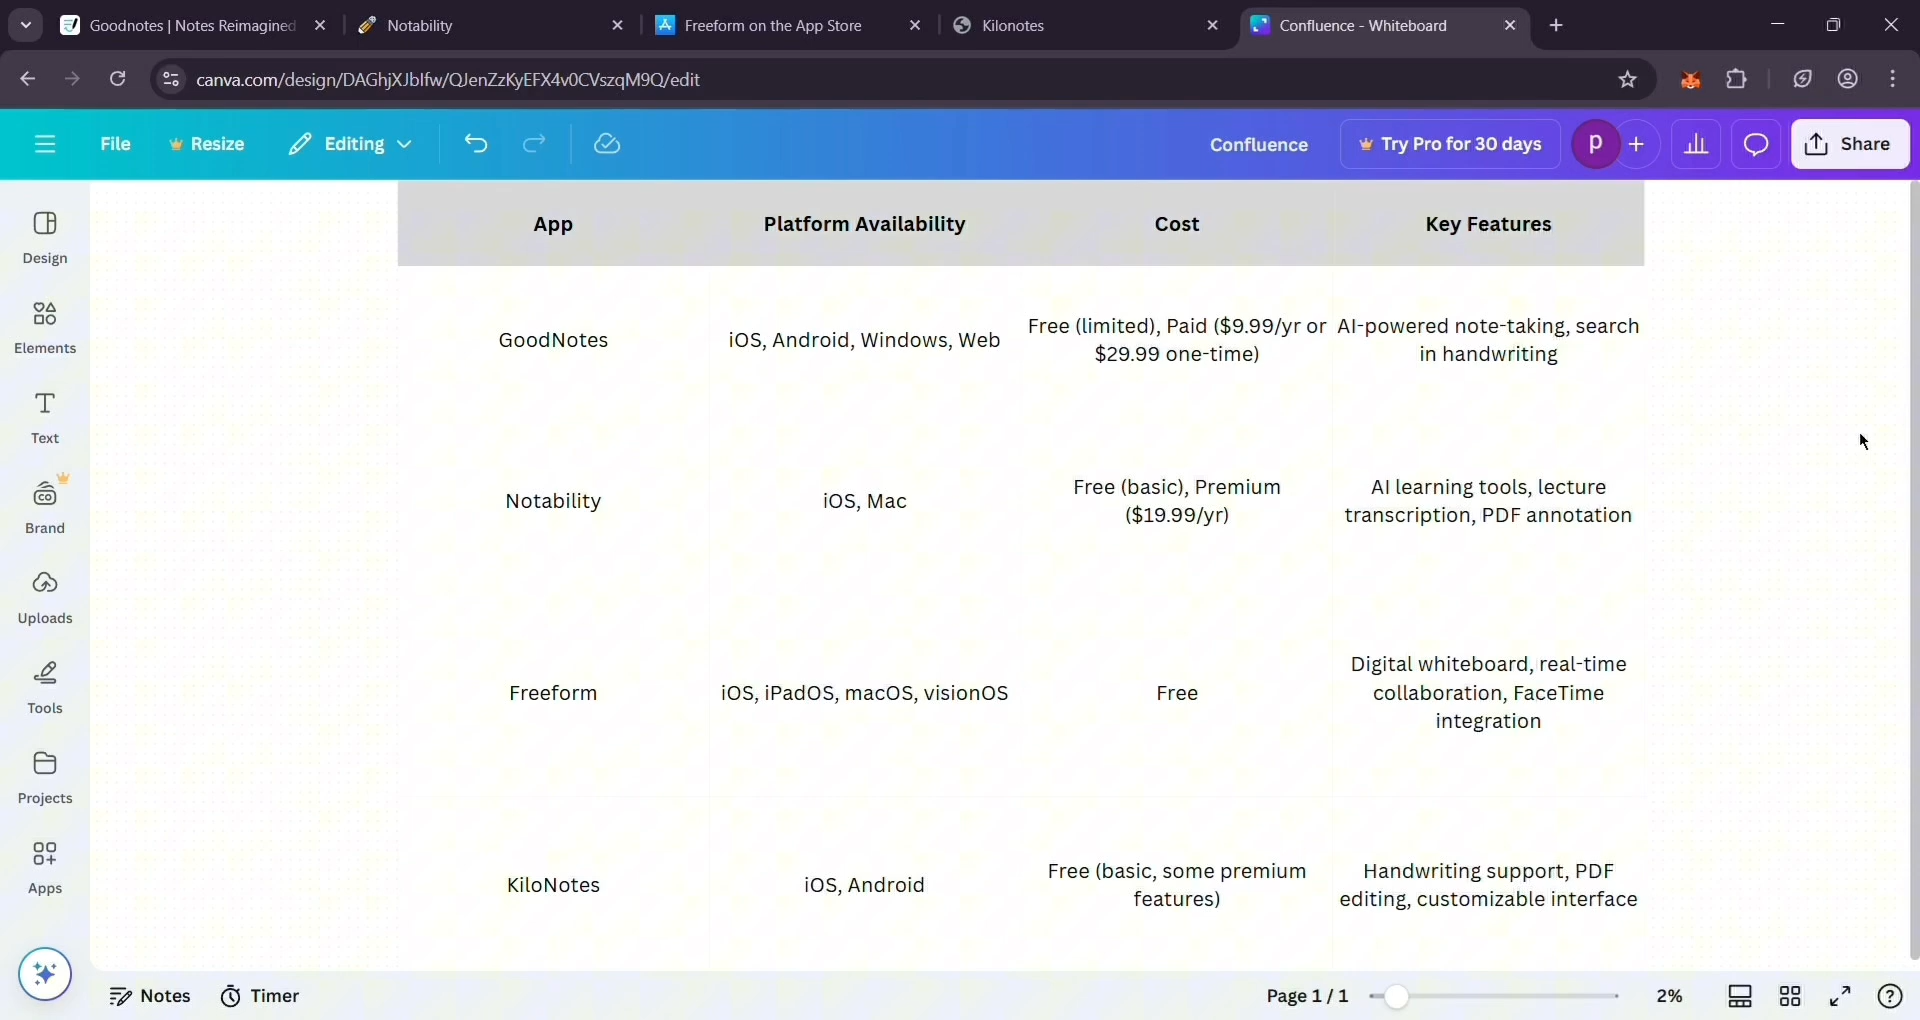 Goodnotes | Notes Reimagined
Notability
Freeform on the App Store
Kilonotes
Confluence - Whiteboard
canva.com/design/DAGhjXJblfw/QJenZzKyEFX4v0CVszqM9Q/edit
File
Resize
Editing
Confluence
Try Pro for 30 days
p
Share
Design
Elements
Text
Brand
Uploads
Tools
Projects
Apps
App Platform Availability Cost Key Features
GoodNotes
iOS, Android, Windows, Web
Free (limited), Paid ($9.99/yr or
$29.99 one-time)
AI-powered note-taking, search
in handwriting
Notability
iOS, Mac
Free (basic), Premium
($19.99/yr)
AI learning tools, lecture
transcription, PDF annotation
Freeform
iOS, iPadOS, macOS, visionOS
Free
Digital whiteboard, real-time
collaboration, FaceTime
integration
KiloNotes
iOS, Android
Free (basic, some premium
features)
Handwriting support, PDF
editing, customizable interface
Notes
Timer
Page 1 / 1
2%